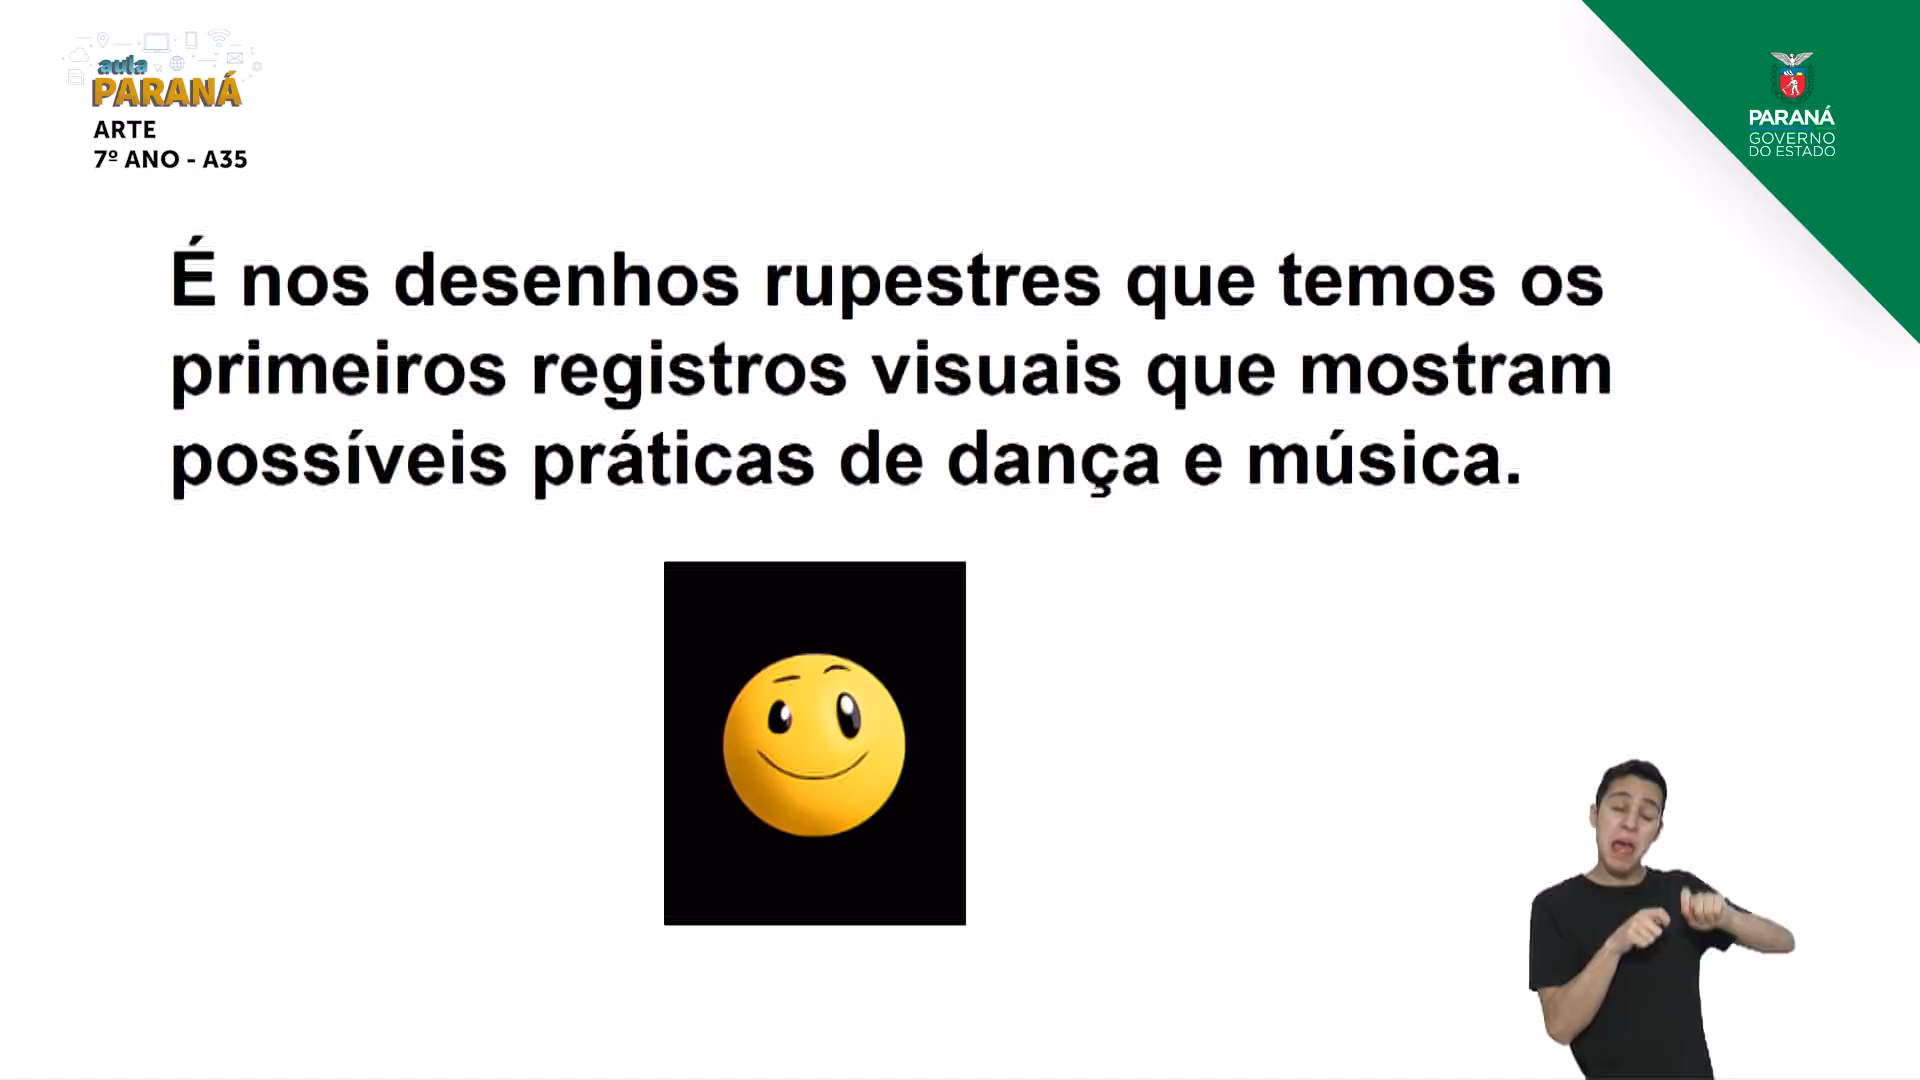 aula
PARANÁ
ARTE
7º ANO - A35
PARANÁ
GOVERNO
DO ESTADO
É nos desenhos rupestres que temos os
primeiros registros visuais que mostram
possíveis práticas de dança e música.